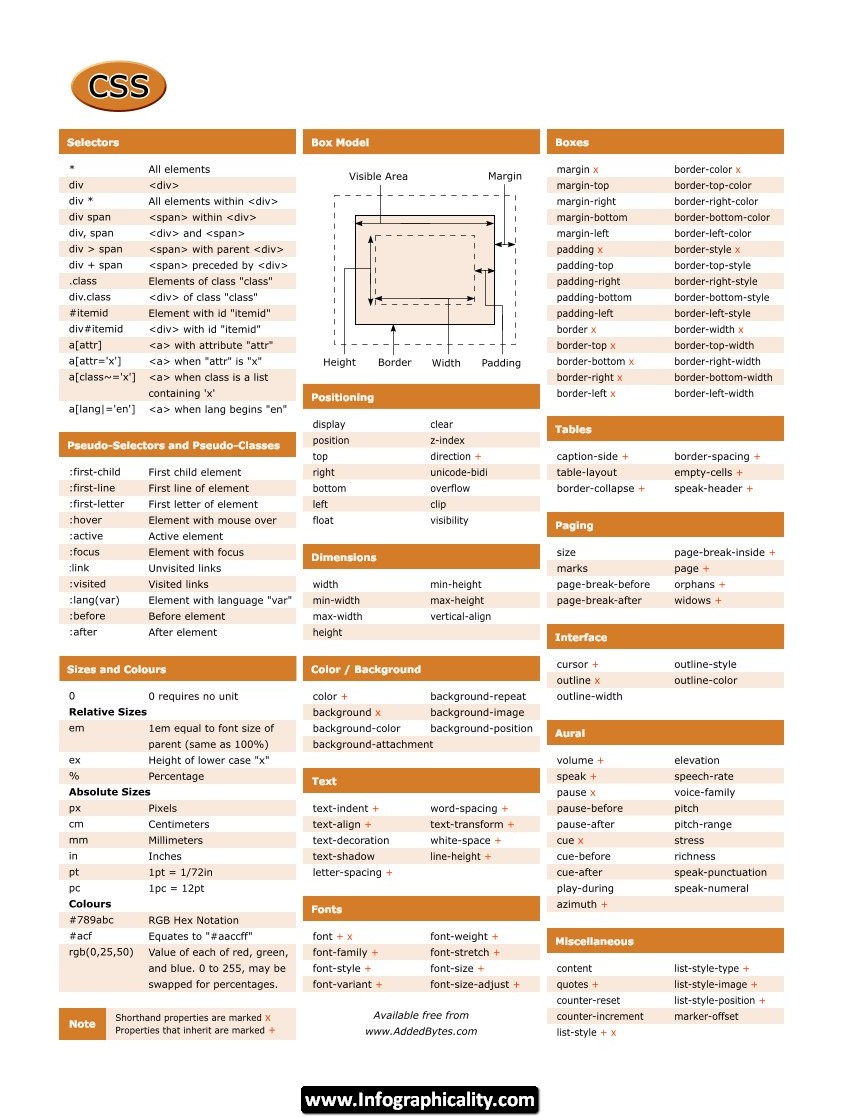 CSS
Selectors
* All elements
div <div>
div * All elements within <div>
div span <span> within <div>
div, span <div> and <span>
div > span <span> with parent <div>
div + span <span> preceded by <div>
.class Elements of class "class"
div.class <div> of class "class"
#itemid Element with id "itemid"
div#itemid <div> with id "itemid"
a[attr] <a> with attribute "attr"
a[attr='x'] <a> when "attr" is "x"
a[class~='x'] <a> when class is a list
containing 'x'
a[lang|='en'] <a> when lang begins "en"
Pseudo-Selectors and Pseudo-Classes
:first-child First child element
:first-line First line of element
:first-letter First letter of element
:hover Element with mouse over
:active Active element
:focus Element with focus
:link Unvisited links
:visited Visited links
:lang(var) Element with language "var"
:before Before element
:after After element
Sizes and Colours
0 0 requires no unit
Relative Sizes
em 1em equal to font size of
parent (same as 100%)
ex Height of lower case "x"
% Percentage
Absolute Sizes
px Pixels
cm Centimeters
mm Millimeters
in Inches
pt 1pt = 1/72in
pc 1pc = 12pt
Colours
#789abc RGB Hex Notation
#acf Equates to "#aaccff"
rgb(0,25,50) Value of each of red, green,
and blue. 0 to 255, may be
swapped for percentages.
Note
Shorthand properties are marked x
Properties that inherit are marked +
Box Model
Visible Area Margin
Height Border Width Padding
Positioning
display clear
position z-index
top direction +
right unicode-bidi
bottom overflow
left clip
float visibility
Dimensions
width min-height
min-width max-height
max-width vertical-align
height
Color / Background
color + background-repeat
background x background-image
background-color background-position
background-attachment
Text
text-indent + word-spacing +
text-align + text-transform +
text-decoration white-space +
text-shadow line-height +
letter-spacing +
Fonts
font + x font-weight +
font-family + font-stretch +
font-style + font-size +
font-variant + font-size-adjust +
Available free from
www.AddedBytes.com
Boxes
margin x border-color x
margin-top border-top-color
margin-right border-right-color
margin-bottom border-bottom-color
margin-left border-left-color
padding x border-style x
padding-top border-top-style
padding-right border-right-style
padding-bottom border-bottom-style
padding-left border-left-style
border x border-width x
border-top x border-top-width
border-bottom x border-right-width
border-right x border-bottom-width
border-left x border-left-width
Tables
caption-side + border-spacing +
table-layout empty-cells +
border-collapse + speak-header +
Paging
size page-break-inside +
marks page +
page-break-before orphans +
page-break-after widows +
Interface
cursor + outline-style
outline x outline-color
outline-width
Aural
volume + elevation
speak + speech-rate
pause x voice-family
pause-before pitch
pause-after pitch-range
cue x stress
cue-before richness
cue-after speak-punctuation
play-during speak-numeral
azimuth +
Miscellaneous
content list-style-type +
quotes + list-style-image +
counter-reset list-style-position +
counter-increment marker-offset
list-style + x
www.Infographicality.com